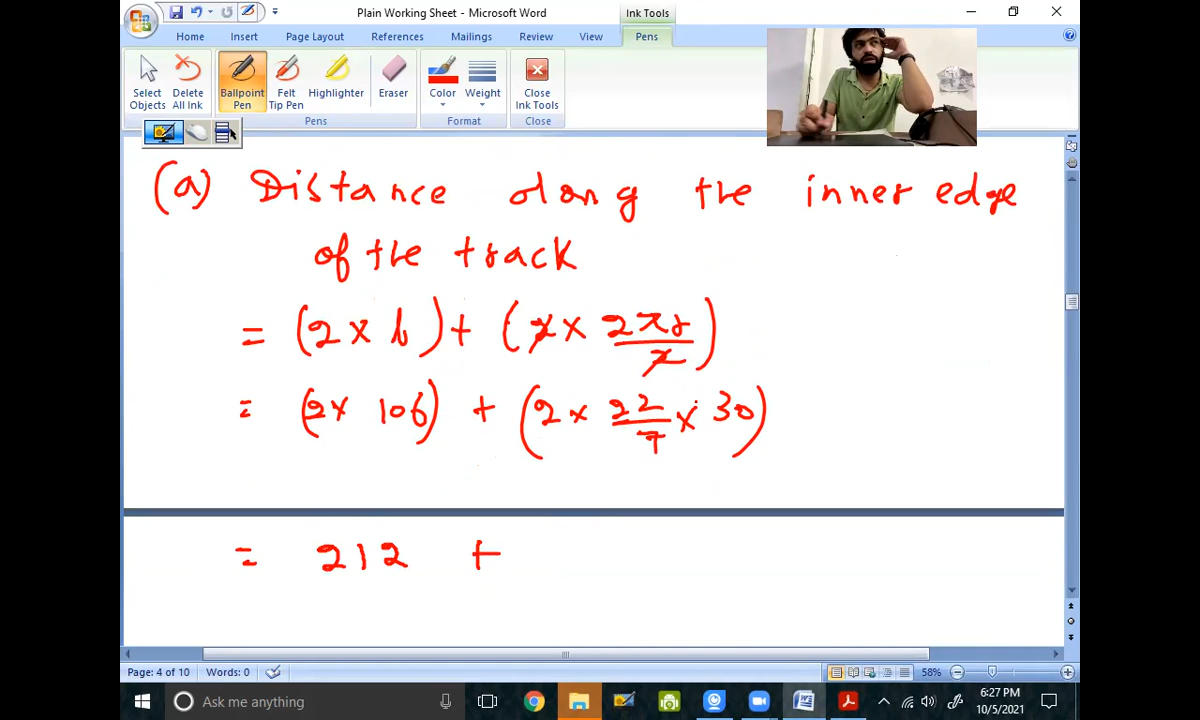 Plain Working Sheet - Microsoft Word
Ink Tools
Home Insert Page Layout References Mailings Review View Pens
Select Objects
Delete All Ink
Ballpoint Pen
Felt Tip Pen
Highlighter
Eraser
Color
Weight
Close Ink Tools
Pens
Format
Close
(a) Distance along the inner edge
of the track
= (2 × l) + (2 × 2πr/2)
= (2 × 106) + (2 × 22/7 × 30)
= 212 +
Page: 4 of 10 Words: 0
58%
Ask me anything
6:27 PM
10/5/2021